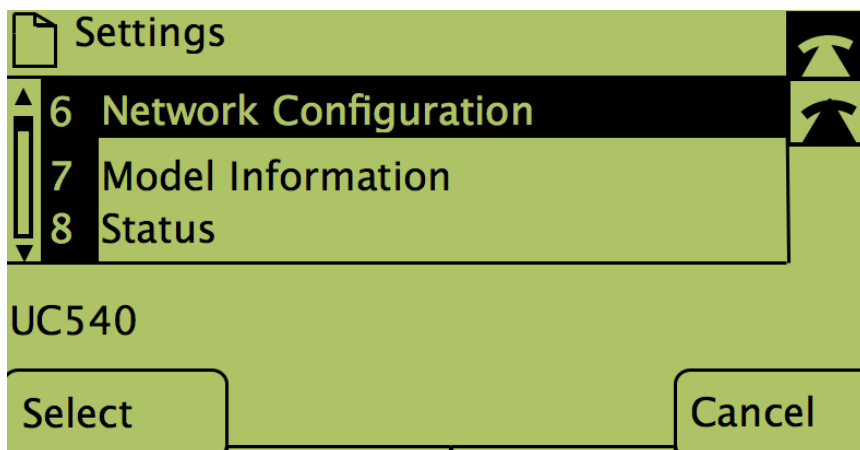 Settings
6 Network Configuration
7 Model Information
8 Status
UC540
Select Cancel